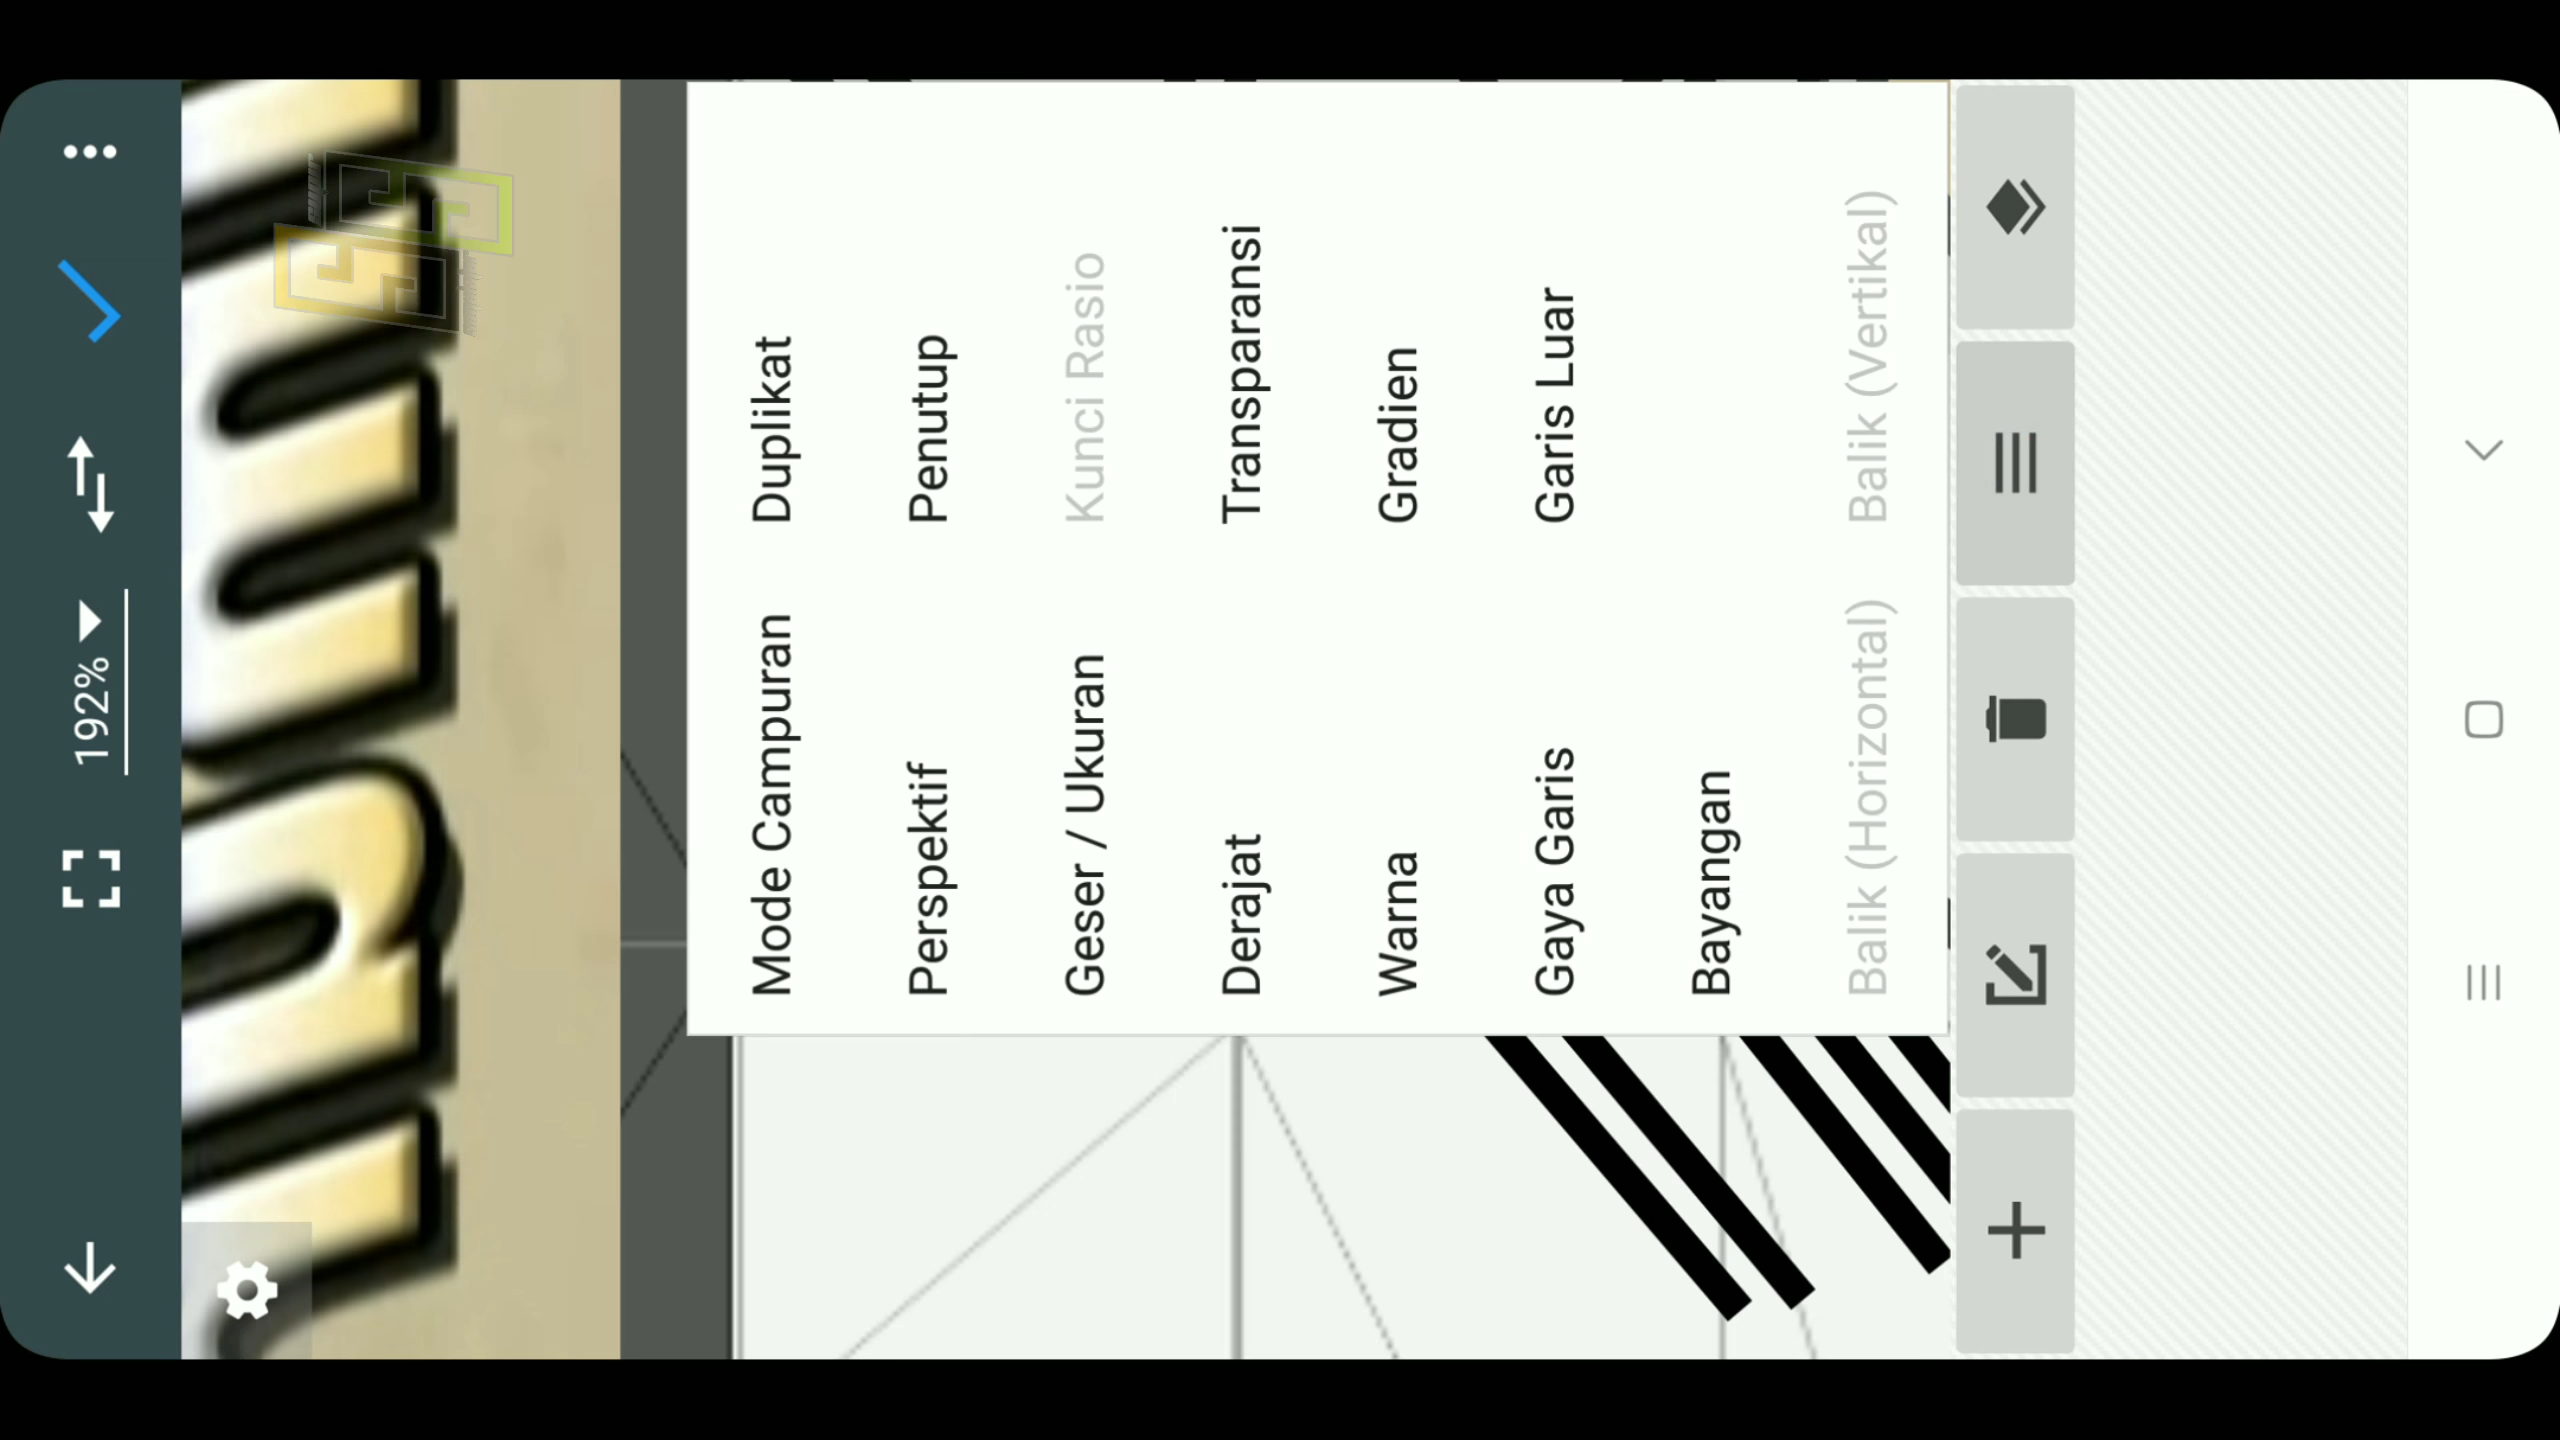 192%
Mode Campuran Duplikat
Perspektif Penutup
Geser / Ukuran Kunci Rasio
Derajat Transparansi
Warna Gradien
Gaya Garis Garis Luar
Bayangan
Balik (Horizontal) Balik (Vertikal)